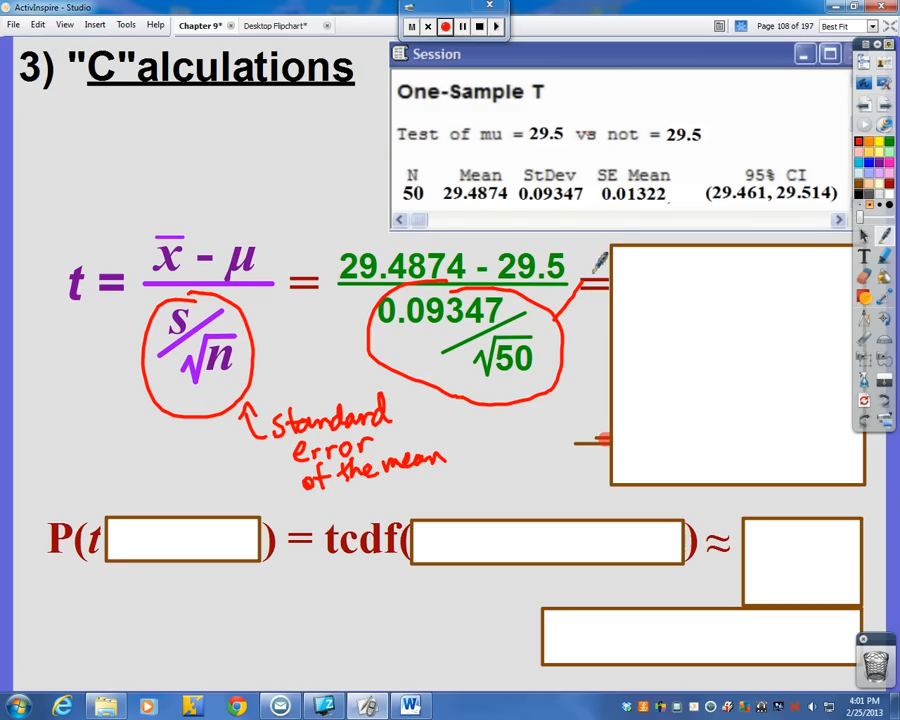 ActivInspire - Studio
File Edit View Insert Tools Help
Chapter 9* Desktop Flipchart*
M
Page 108 of 197 Best Fit
3) "C"alculations
Session
One-Sample T
Test of mu = 29.5 vs not = 29.5
N Mean StDev SE Mean 95% CI
50 29.4874 0.09347 0.01322 (29.461, 29.514)
t = x̄ - μ / s/√n = 29.4874 - 29.5 / 0.09347/√50 =
standard
error
of the mean
=
P(t ) = tcdf( ) ≈
4:01 PM
2/25/2013